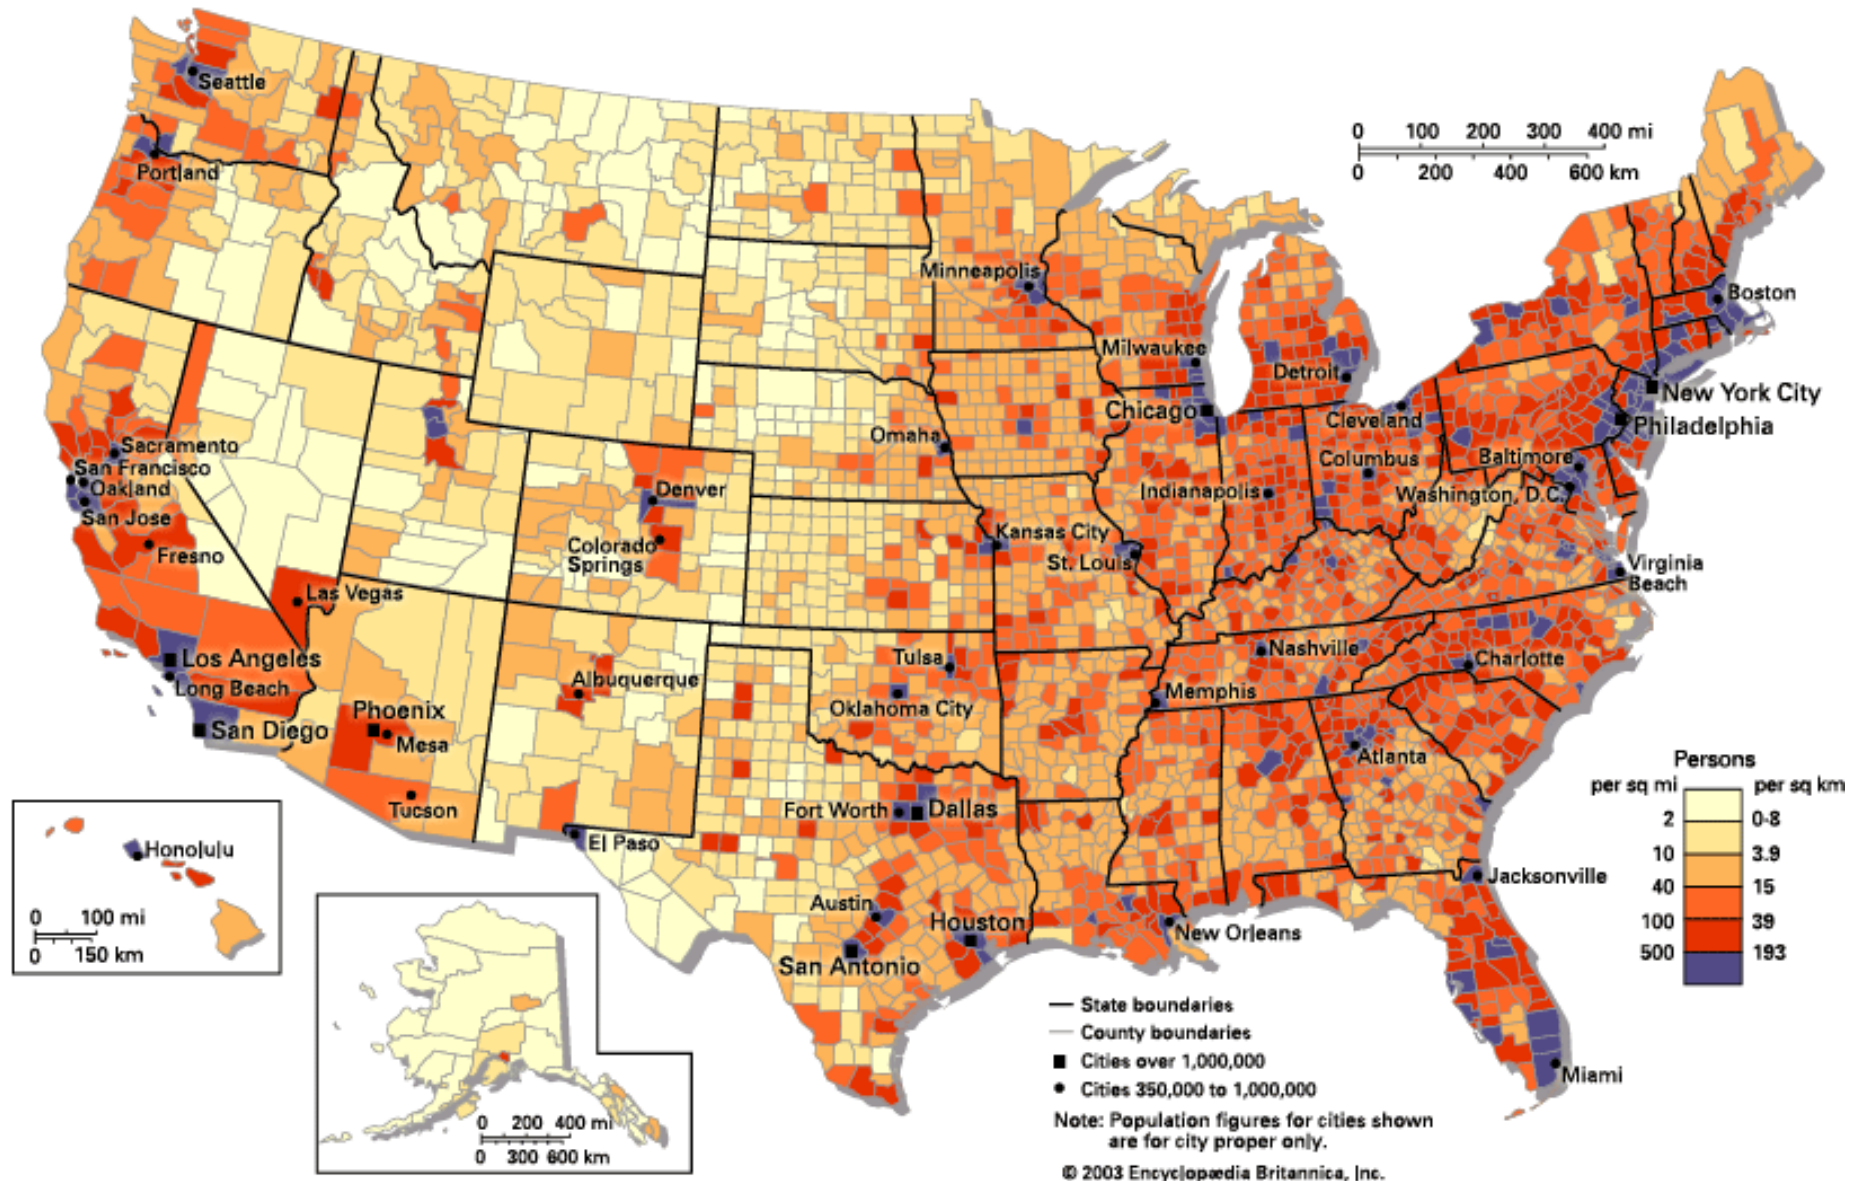 Seattle
Portland
Sacramento
San Francisco
Oakland
San Jose
Fresno
Las Vegas
Los Angeles
Long Beach
San Diego
Phoenix
Mesa
Tucson
Albuquerque
Denver
Colorado
Springs
El Paso
Minneapolis
Milwaukee
Chicago
Detroit
Omaha
Kansas City
St. Louis
Indianapolis
Cleveland
Columbus
Tulsa
Oklahoma City
Fort Worth
Dallas
Austin
Houston
San Antonio
New Orleans
Memphis
Nashville
Charlotte
Atlanta
Jacksonville
Miami
Boston
New York City
Philadelphia
Baltimore
Washington, D.C.
Virginia
Beach
0 100 200 300 400 mi
0 200 400 600 km
Honolulu
0 100 mi
0 150 km
0 200 400 mi
0 300 600 km
Persons
per sq mi per sq km
2 0-8
10 3.9
40 15
100 39
500 193
State boundaries
County boundaries
Cities over 1,000,000
Cities 350,000 to 1,000,000
Note: Population figures for cities shown
are for city proper only.
© 2003 Encyclopædia Britannica, Inc.